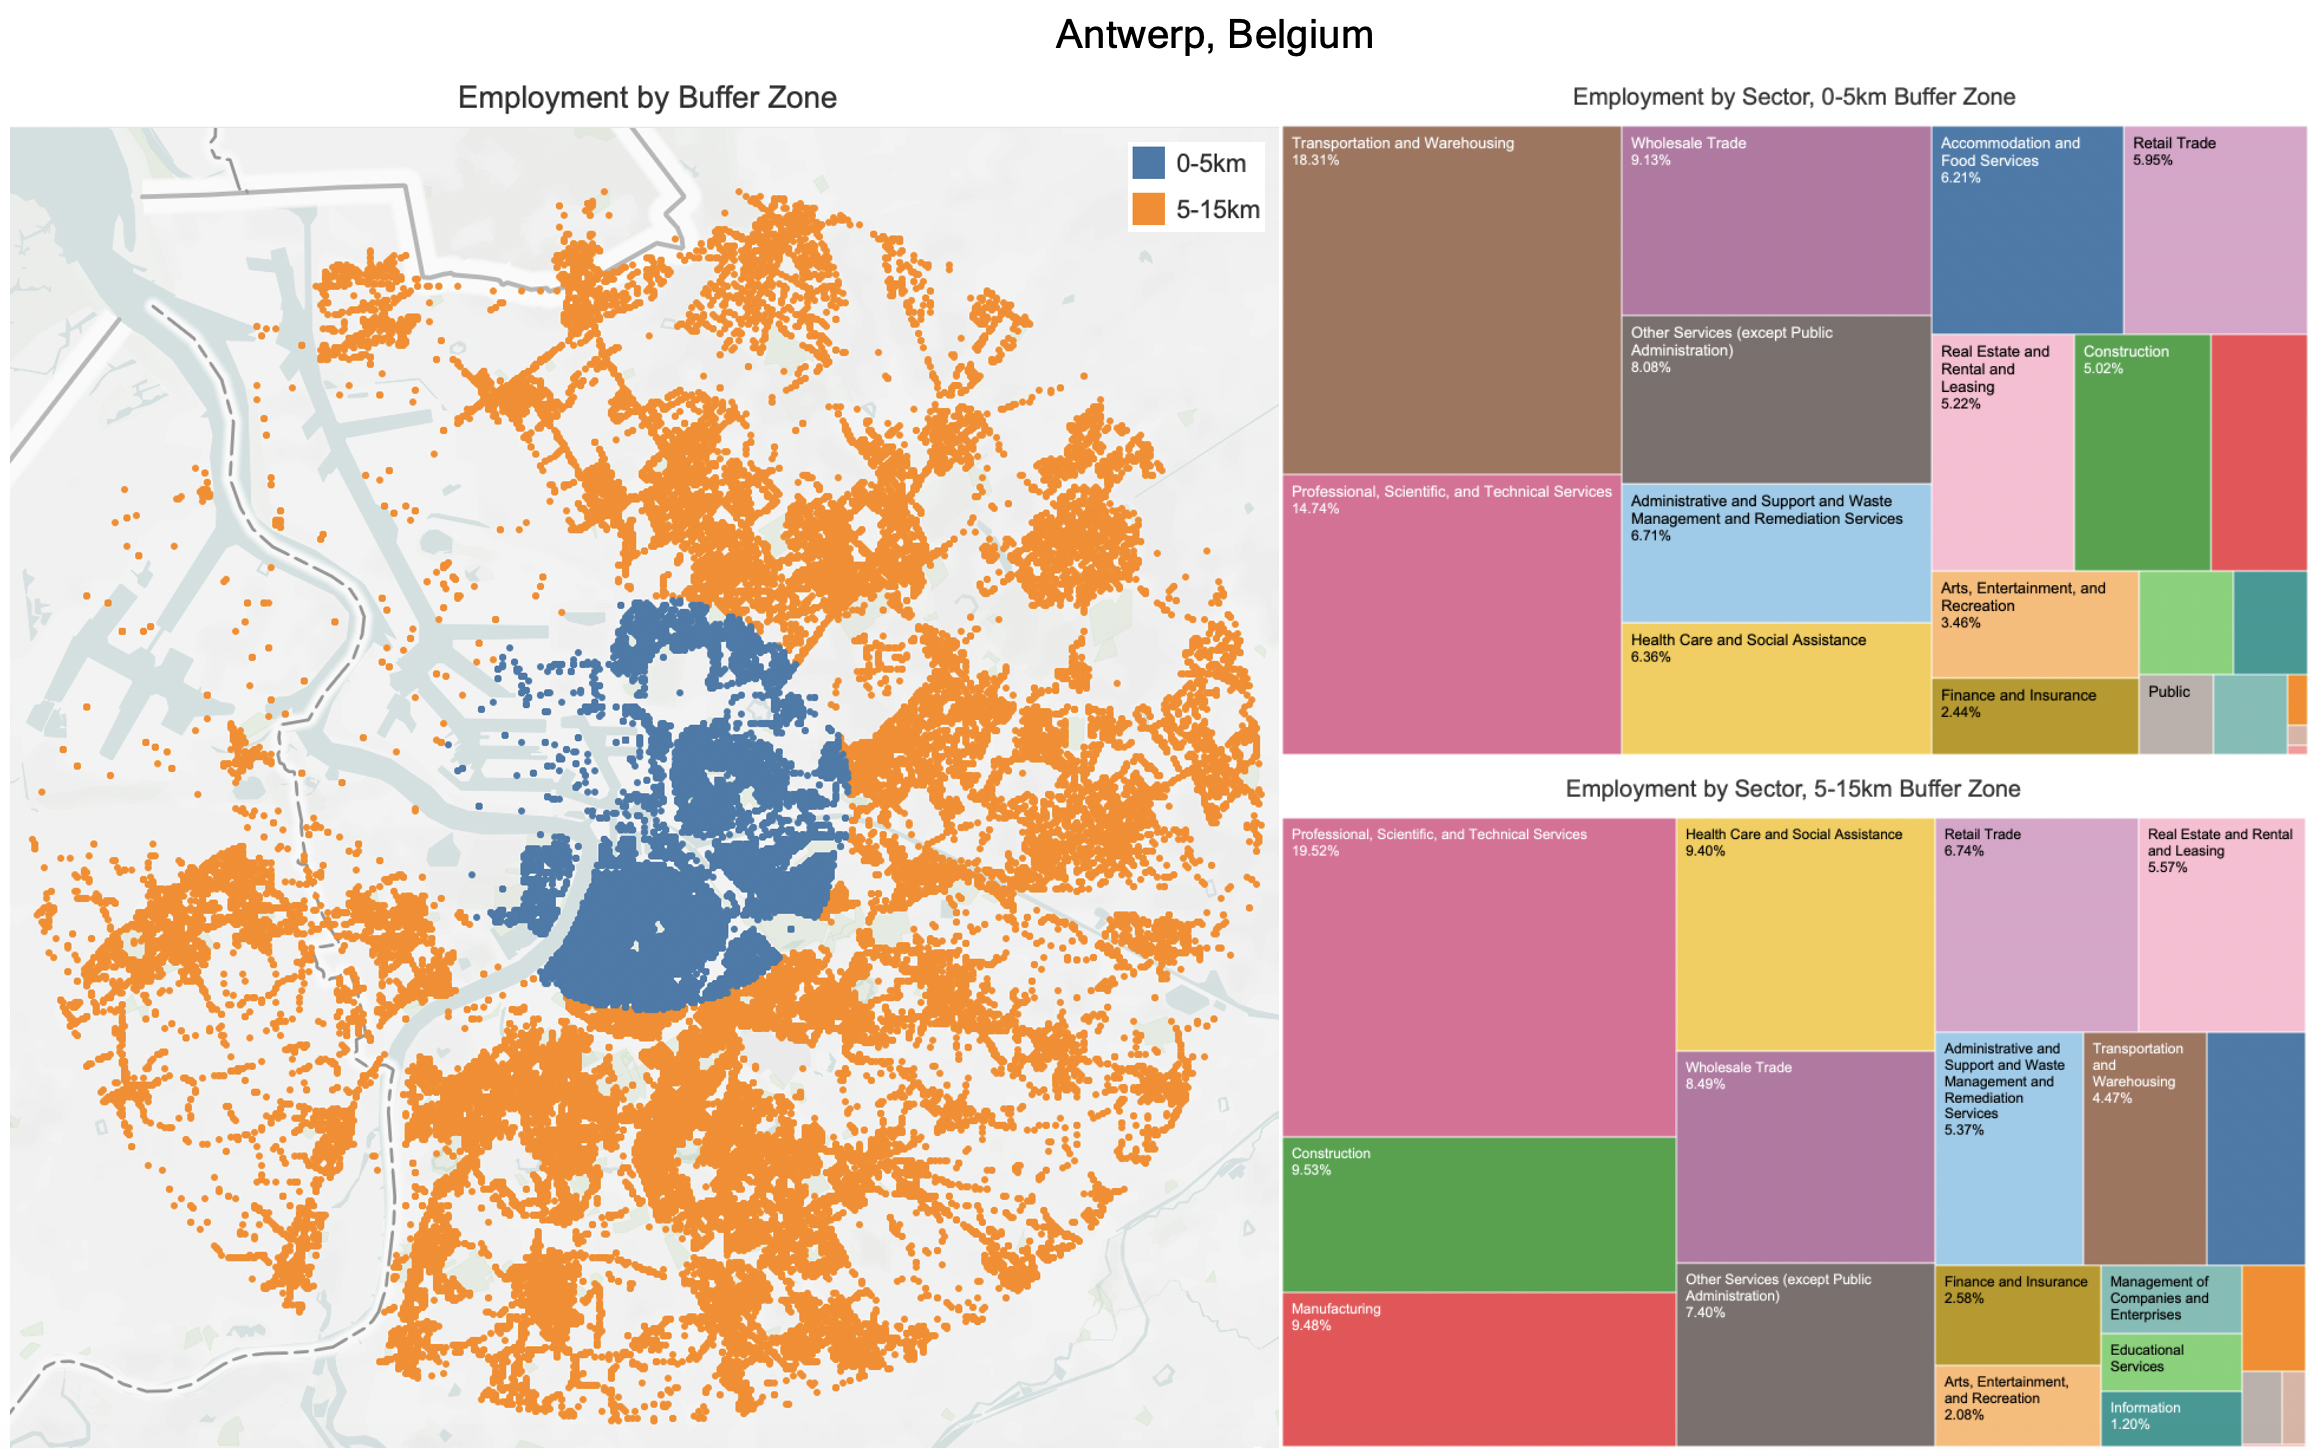 Antwerp, Belgium
Employment by Buffer Zone
0-5km
5-15km
Employment by Sector, 0-5km Buffer Zone
Transportation and Warehousing
18.31%
Professional, Scientific, and Technical Services
14.74%
Wholesale Trade
9.13%
Other Services (except Public
Administration)
8.08%
Administrative and Support and Waste
Management and Remediation Services
6.71%
Health Care and Social Assistance
6.36%
Accommodation and
Food Services
6.21%
Retail Trade
5.95%
Real Estate and
Rental and
Leasing
5.22%
Construction
5.02%
Arts, Entertainment, and
Recreation
3.46%
Finance and Insurance
2.44%
Public
Employment by Sector, 5-15km Buffer Zone
Professional, Scientific, and Technical Services
19.52%
Construction
9.53%
Manufacturing
9.48%
Health Care and Social Assistance
9.40%
Wholesale Trade
8.49%
Other Services (except Public
Administration)
7.40%
Retail Trade
6.74%
Real Estate and Rental
and Leasing
5.57%
Administrative and
Support and Waste
Management and
Remediation
Services
5.37%
Transportation
and
Warehousing
4.47%
Finance and Insurance
2.58%
Arts, Entertainment,
and Recreation
2.08%
Management of
Companies and
Enterprises
Educational
Services
Information
1.20%